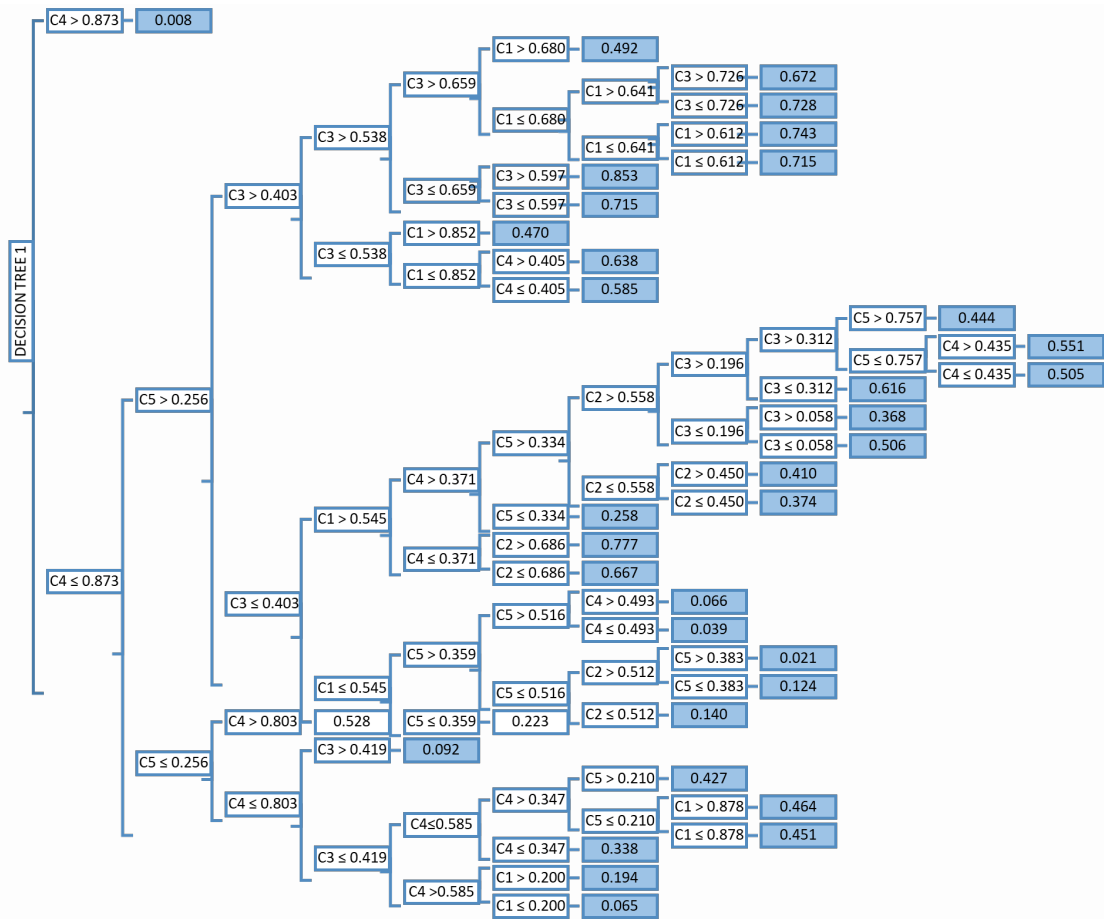 DECISION TREE 1
C4 > 0.873 0.008
C1 > 0.680 0.492
C3 > 0.659 C1 > 0.641 C3 > 0.726 0.672
C3 ≤ 0.726 0.728
C1 ≤ 0.680
C3 > 0.538 C1 ≤ 0.641 C1 > 0.612 0.743
C1 ≤ 0.612 0.715
C3 > 0.403 C3 ≤ 0.659 C3 > 0.597 0.853
C3 ≤ 0.597 0.715
C1 > 0.852 0.470
C3 ≤ 0.538 C1 ≤ 0.852 C4 > 0.405 0.638
C4 ≤ 0.405 0.585
C5 > 0.757 0.444
C3 > 0.312 C5 ≤ 0.757 C4 > 0.435 0.551
C3 > 0.196 C4 ≤ 0.435 0.505
C3 ≤ 0.312 0.616
C5 > 0.256 C2 > 0.558 C3 > 0.058 0.368
C3 ≤ 0.196 C3 ≤ 0.058 0.506
C5 > 0.334
C4 > 0.371 C2 ≤ 0.558 C2 > 0.450 0.410
C2 ≤ 0.450 0.374
C1 > 0.545 C5 ≤ 0.334 0.258
C4 ≤ 0.371 C2 > 0.686 0.777
C2 ≤ 0.686 0.667
C4 ≤ 0.873
C3 ≤ 0.403 C5 > 0.516 C4 > 0.493 0.066
C4 ≤ 0.493 0.039
C5 > 0.359 C2 > 0.512 C5 > 0.383 0.021
C1 ≤ 0.545 C5 ≤ 0.516 C5 ≤ 0.383 0.124
C4 > 0.803 0.528 C5 ≤ 0.359 0.223 C2 ≤ 0.512 0.140
C5 ≤ 0.256 C3 > 0.419 0.092
C4 ≤ 0.803 C4 > 0.347 C5 > 0.210 0.427
C4≤0.585 C5 ≤ 0.210 C1 > 0.878 0.464
C1 ≤ 0.878 0.451
C3 ≤ 0.419 C4 ≤ 0.347 0.338
C4 >0.585 C1 > 0.200 0.194
C1 ≤ 0.200 0.065